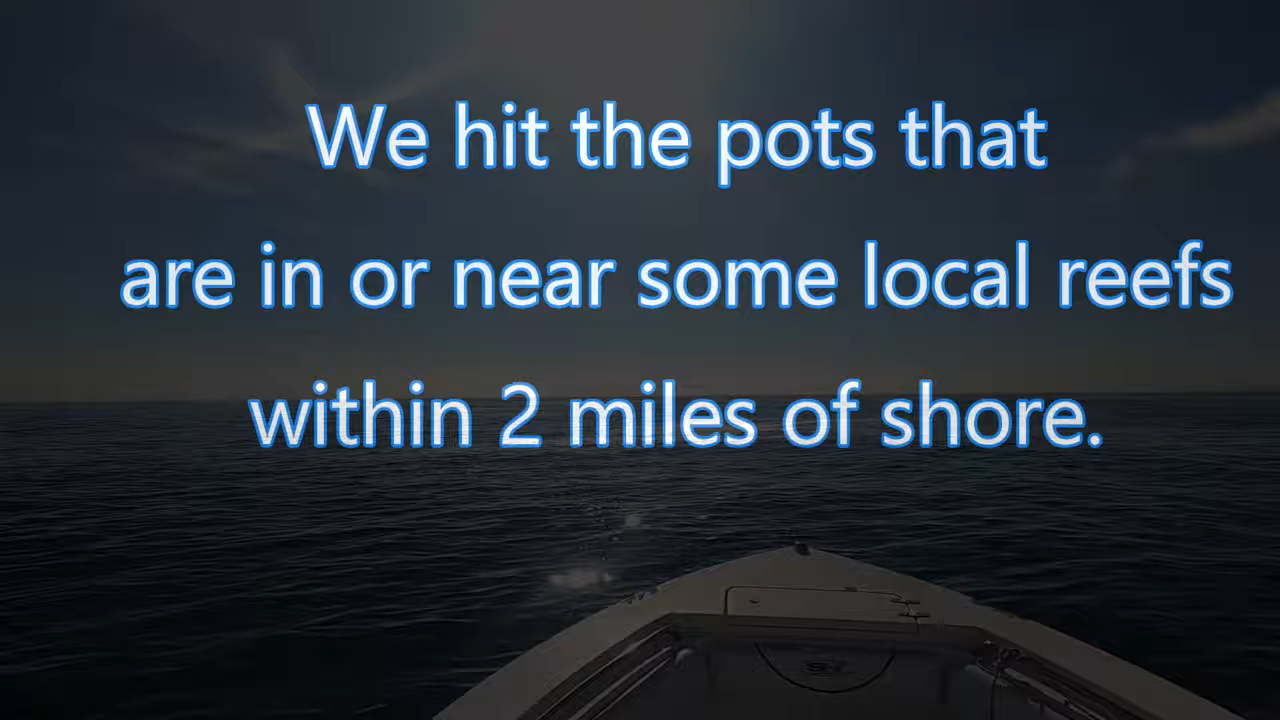 We hit the pots that
are in or near some local reefs
within 2 miles of shore.